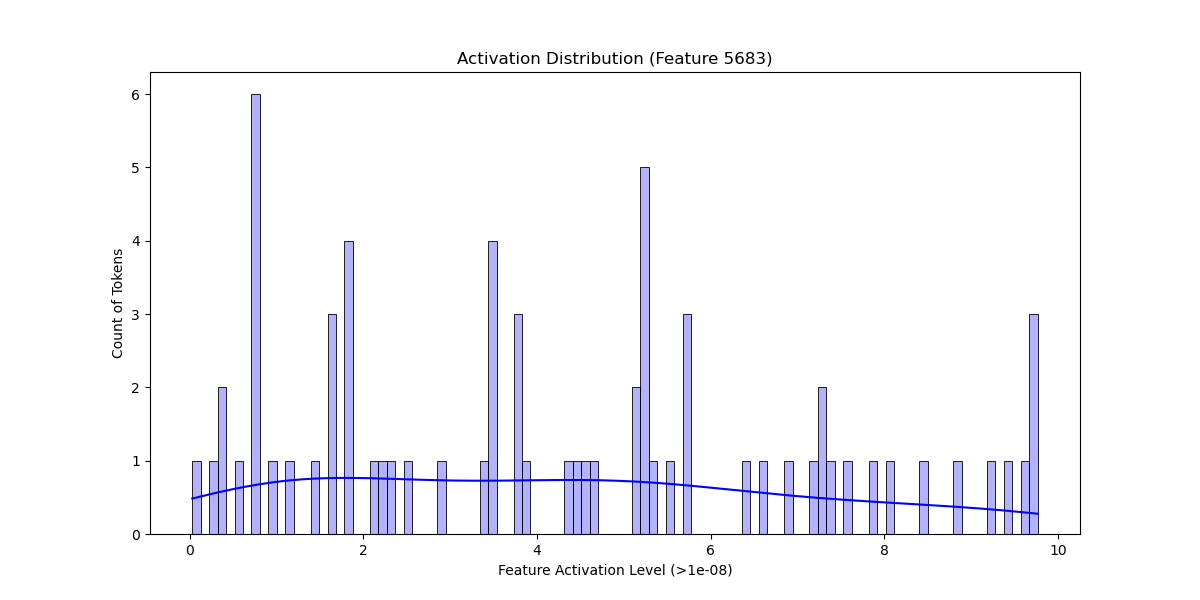 Activation Distribution (Feature 5683)
6
5
4
3
2
1
0
Count of Tokens
0 2 4 6 8 10
Feature Activation Level (>1e-08)